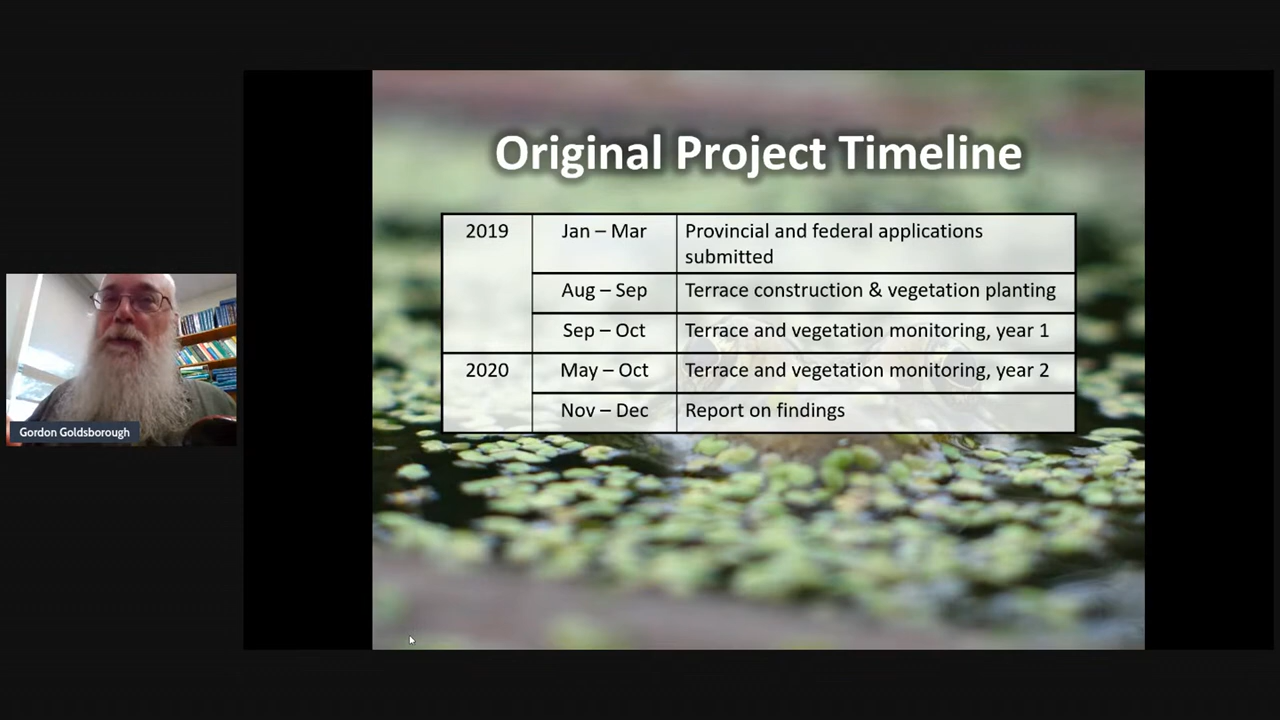 Original Project Timeline
2019 Jan – Mar Provincial and federal applications
submitted
Aug – Sep Terrace construction & vegetation planting
Sep – Oct Terrace and vegetation monitoring, year 1
2020 May – Oct Terrace and vegetation monitoring, year 2
Nov – Dec Report on findings
Gordon Goldsborough